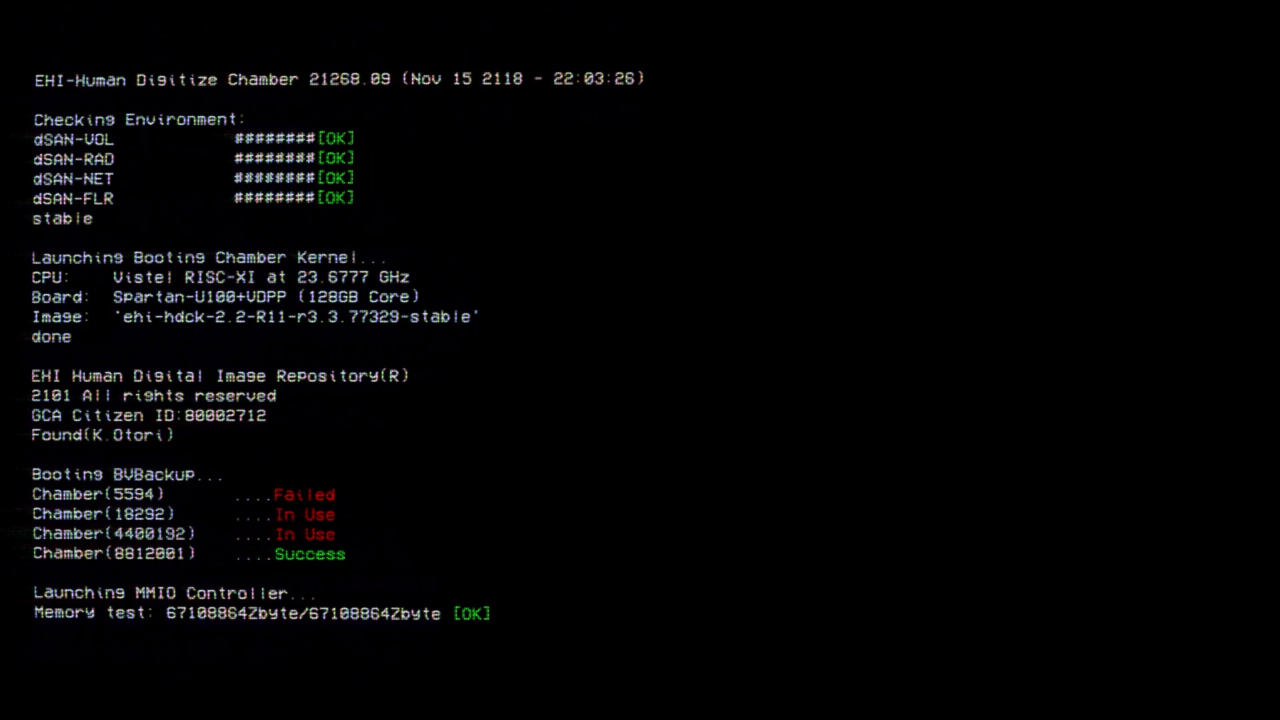 EHI-Human Digitize Chamber 21268.09 (Nov 15 2118 - 22:03:26)
Checking Environment:
dSAN-VOL ########[OK]
dSAN-RAD ########[OK]
dSAN-NET ########[OK]
dSAN-FLR ########[OK]
stable
Launching Booting Chamber Kernel...
CPU: Vistel RISC-XI at 23.6777 GHz
Board: Spartan-U100+VDPP (128GB Core)
Image: 'ehi-hdck-2.2-R11-r3.3.77329-stable'
done
EHI Human Digital Image Repository(R)
2101 All rights reserved
GCA Citizen ID:80002712
Found(K.Otori)
Booting BVBackup...
Chamber(5594) ....Failed
Chamber(18292) ....In Use
Chamber(4400192) ....In Use
Chamber(8812001) ....Success
Launching MMIO Controller...
Memory test: 67108864Zbyte/67108864Zbyte [OK]